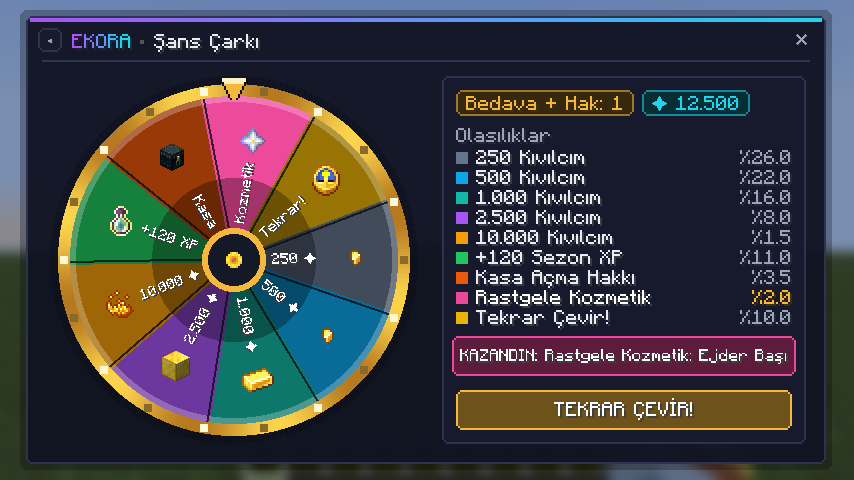 EKORA · Şans Çarkı
Bedava + Hak: 1
12.500
Olasılıklar
250 Kıvılcım ٪26.0
500 Kıvılcım ٪22.0
1.000 Kıvılcım ٪16.0
2.500 Kıvılcım ٪8.0
10.000 Kıvılcım ٪1.5
+120 Sezon XP ٪11.0
Kasa Açma Hakkı ٪3.5
Rastgele Kozmetik ٪2.0
Tekrar Çevir! ٪10.0
KAZANDIN: Rastgele Kozmetik: Ejder Başı
TEKRAR ÇEVİR!
Kozmetik
Tekrar!
250
500
1.000
2.500
10.000
+120 XP
Kasa